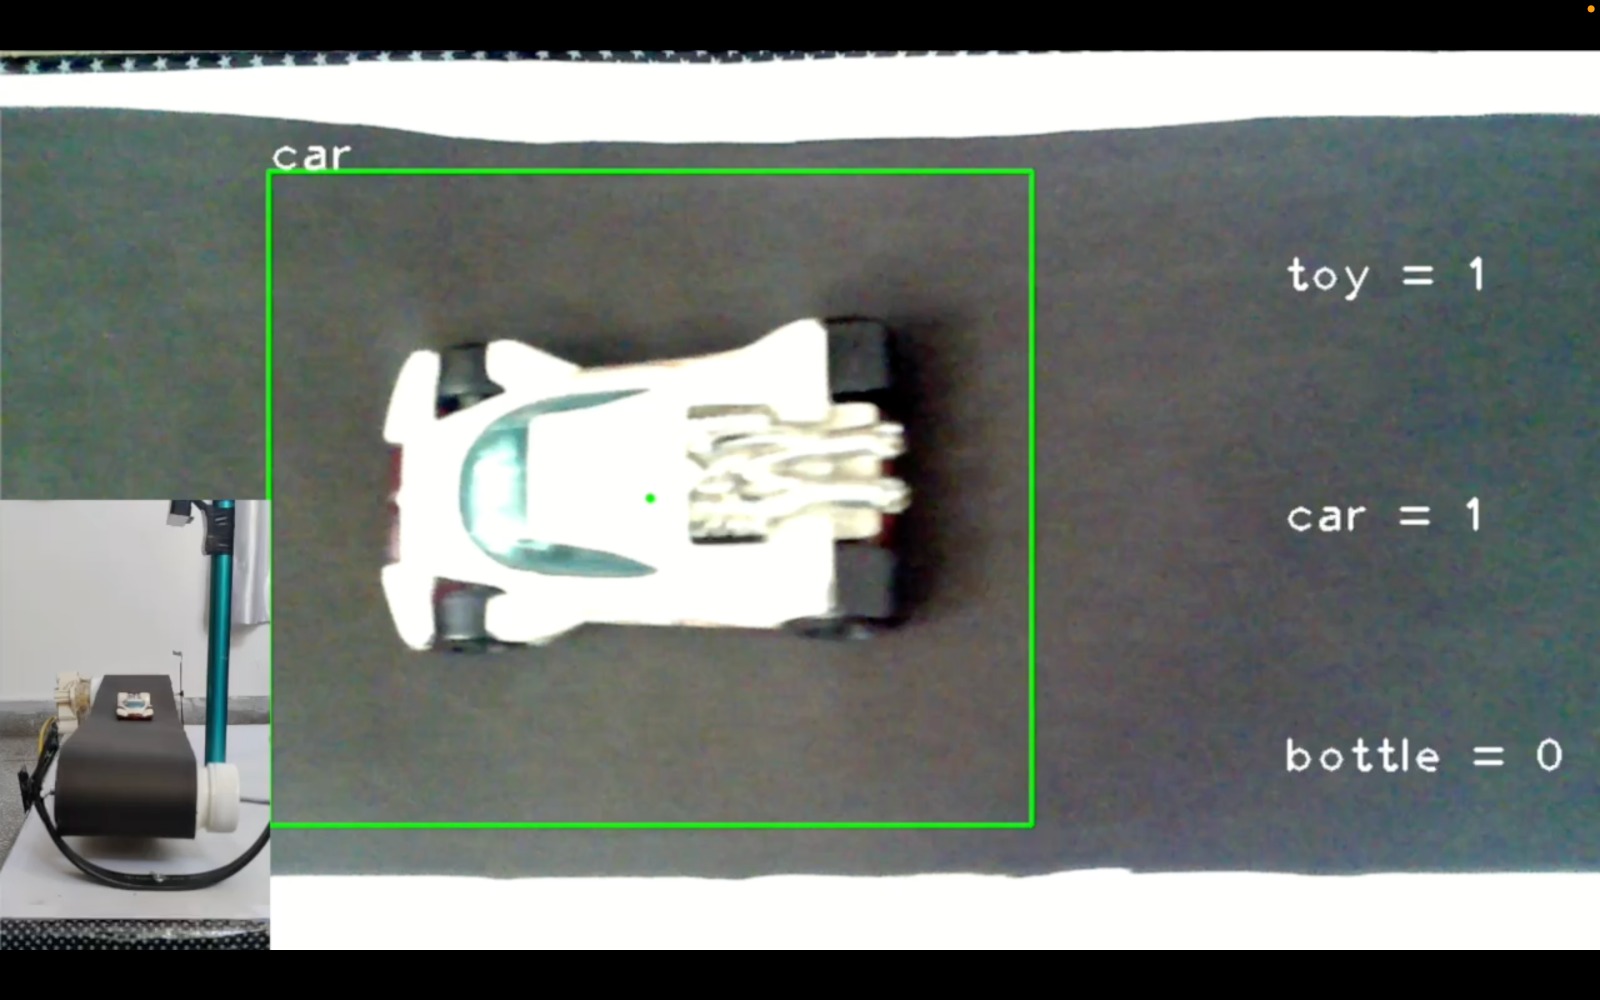 car
toy = 1
car = 1
bottle = 0